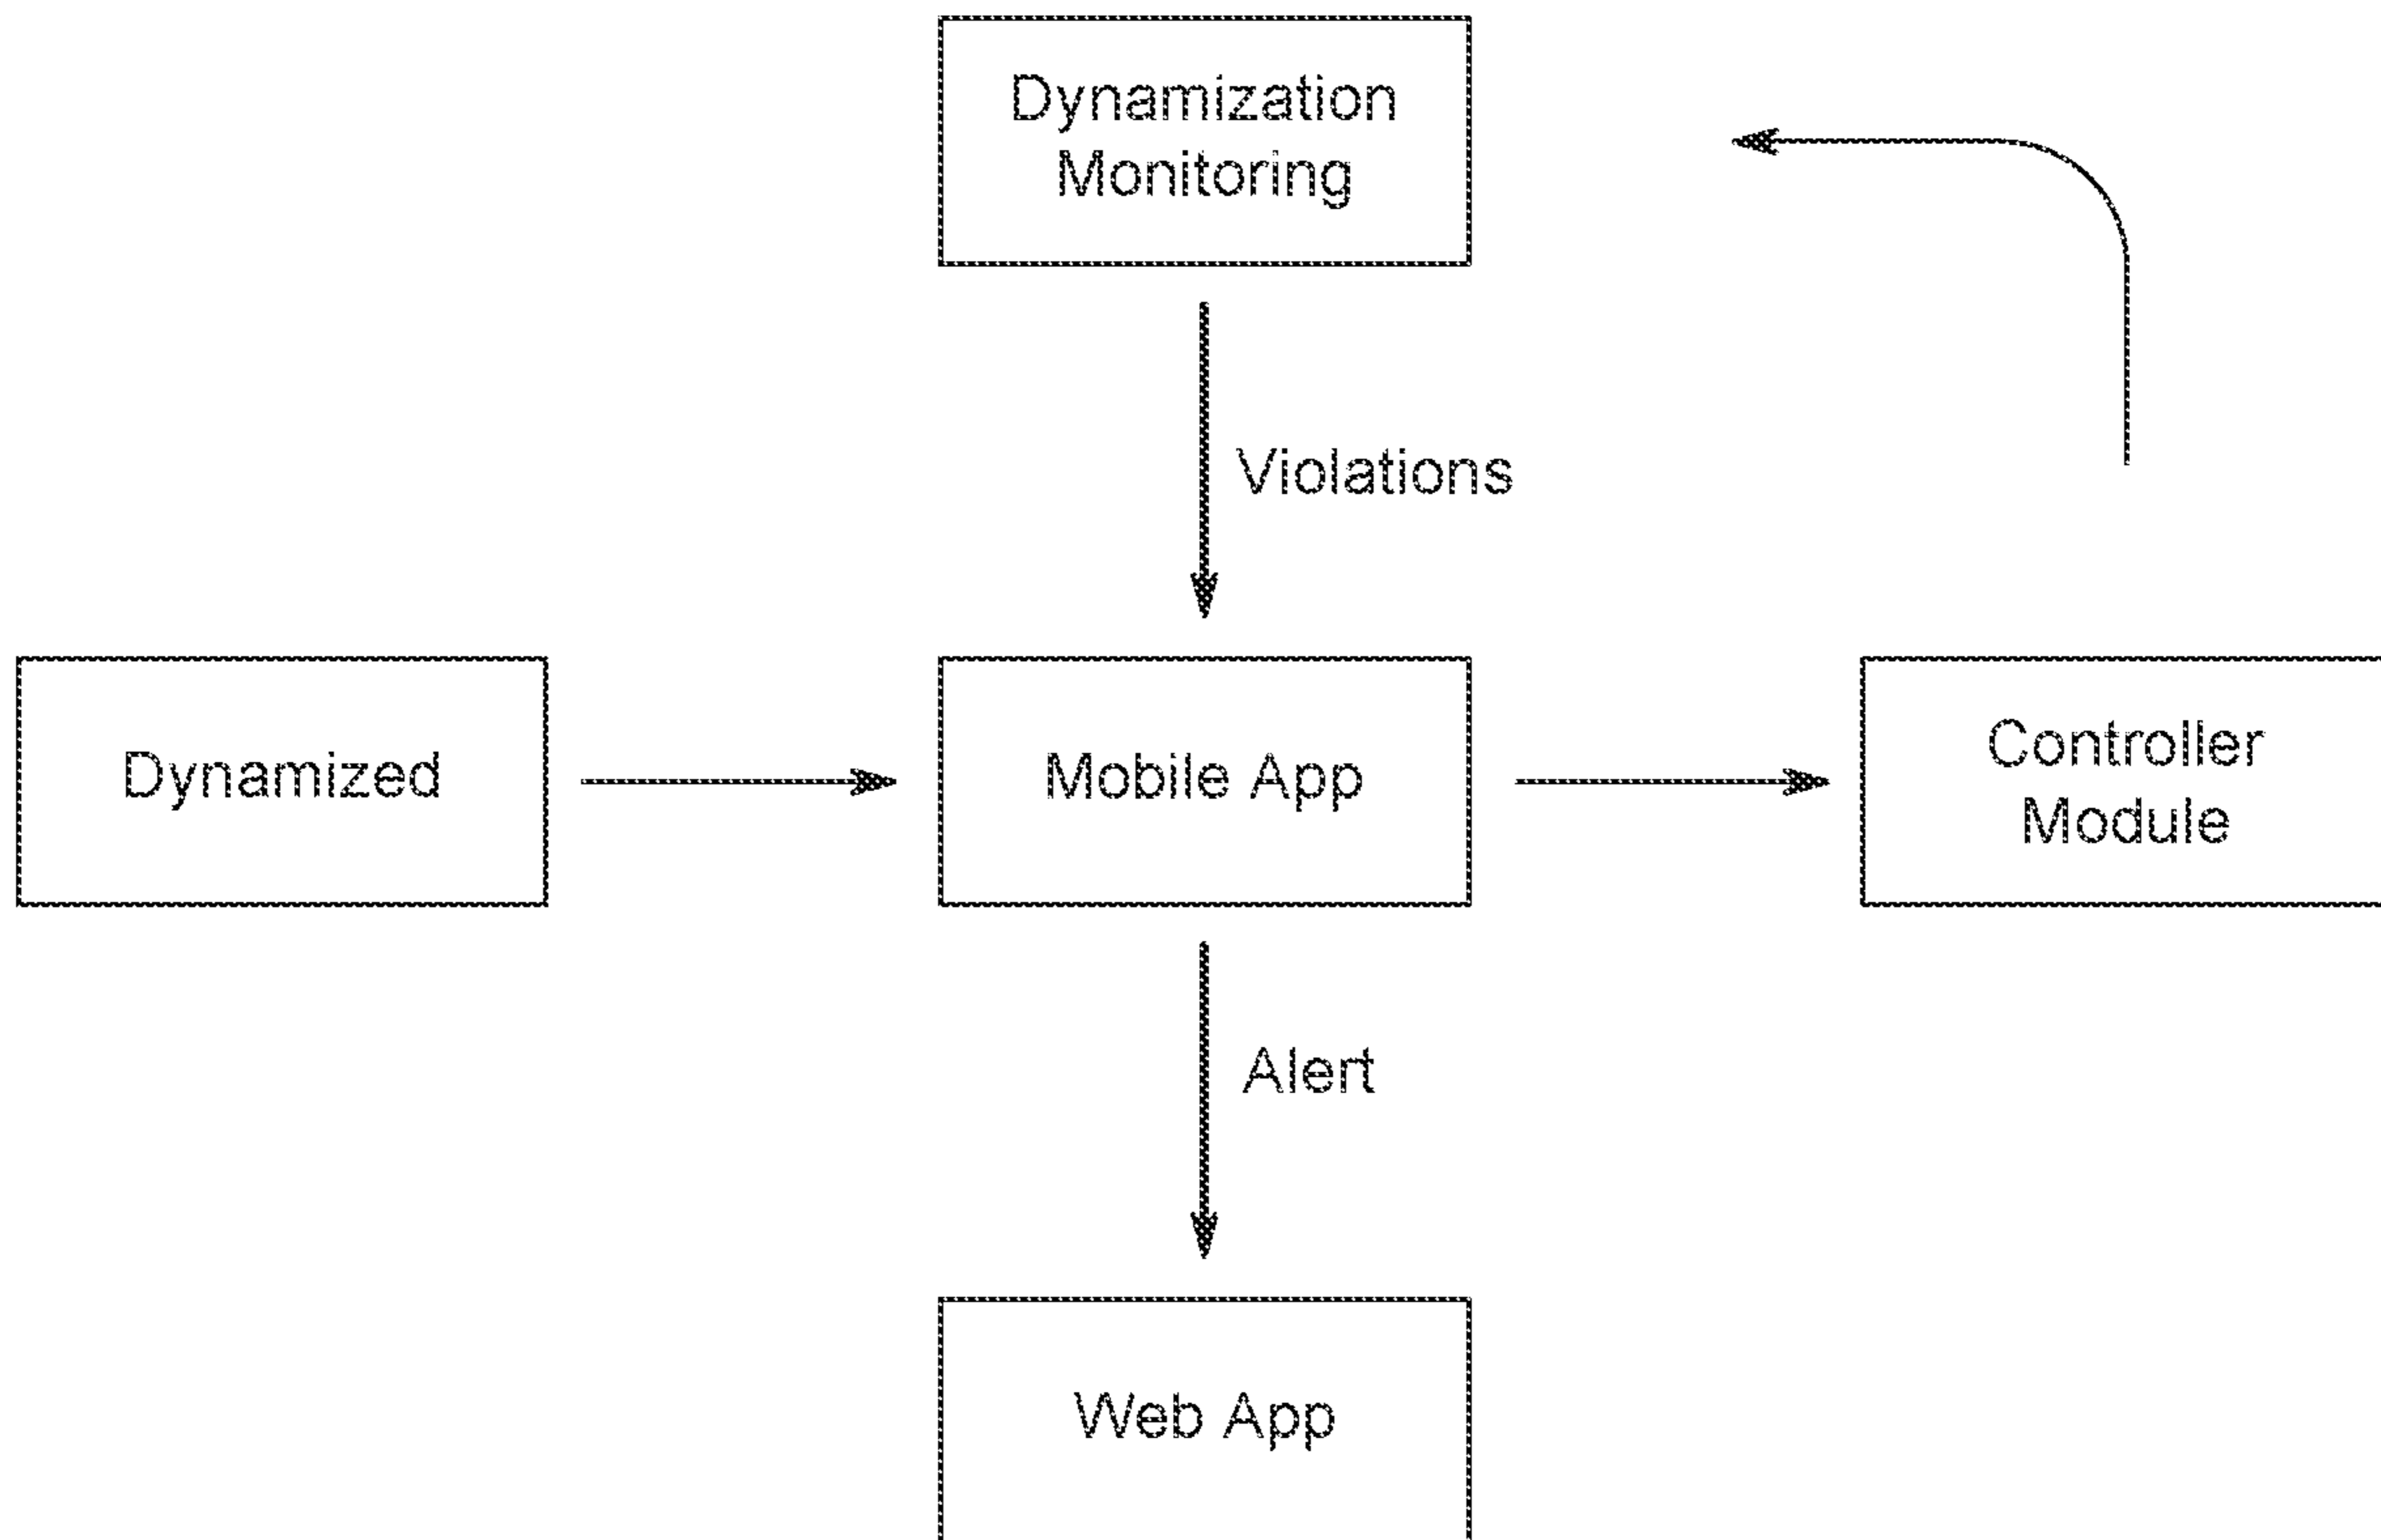 Dynamization
Monitoring
Violations
Dynamized
Mobile App
Controller
Module
Alert
Web App